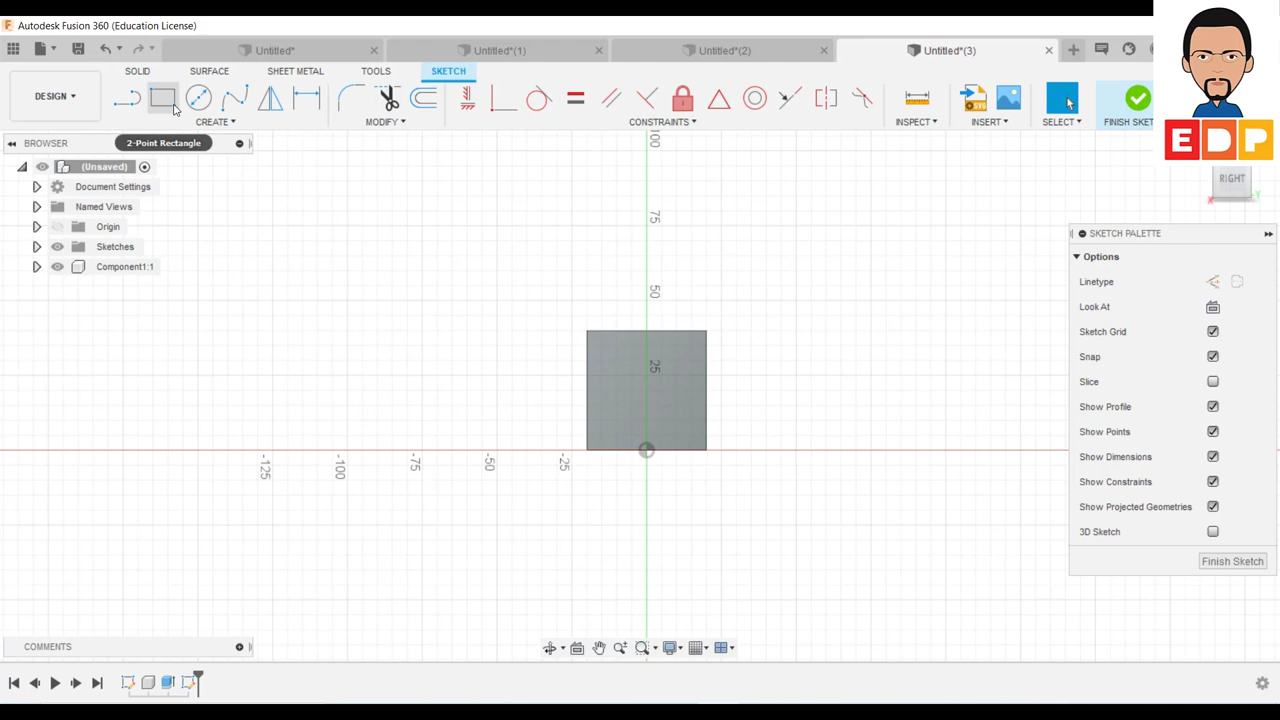 Autodesk Fusion 360 (Education License)
Untitled*
Untitled*(1)
Untitled*(2)
Untitled*(3)
SOLID
SURFACE
SHEET METAL
TOOLS
SKETCH
DESIGN
CREATE
MODIFY
CONSTRAINTS
INSPECT
INSERT
SELECT
FINISH SKET
EDP
BROWSER
2-Point Rectangle
(Unsaved)
Document Settings
Named Views
Origin
Sketches
Component1:1
RIGHT
X
Y
100
75
50
25
-125
-100
-75
-50
-25
SKETCH PALETTE
Options
Linetype
Look At
Sketch Grid
Snap
Slice
Show Profile
Show Points
Show Dimensions
Show Constraints
Show Projected Geometries
3D Sketch
Finish Sketch
COMMENTS